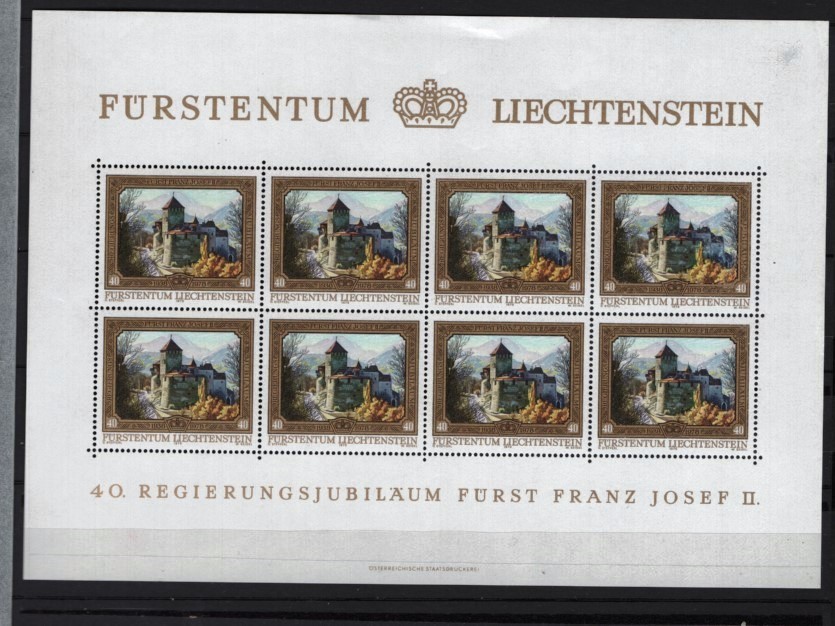 FÜRSTENTUM LIECHTENSTEIN
40 40 40 40 40 40 40 40
FÜRSTENTUM LIECHTENSTEIN FÜRSTENTUM LIECHTENSTEIN FÜRSTENTUM LIECHTENSTEIN FÜRSTENTUM LIECHTENSTEIN
40 40 40 40 40 40 40 40
FÜRSTENTUM LIECHTENSTEIN FÜRSTENTUM LIECHTENSTEIN FÜRSTENTUM LIECHTENSTEIN FÜRSTENTUM LIECHTENSTEIN
40. REGIERUNGSJUBILÄUM FÜRST FRANZ JOSEF II.
ÖSTERREICHISCHE STAATSDRUCKEREI